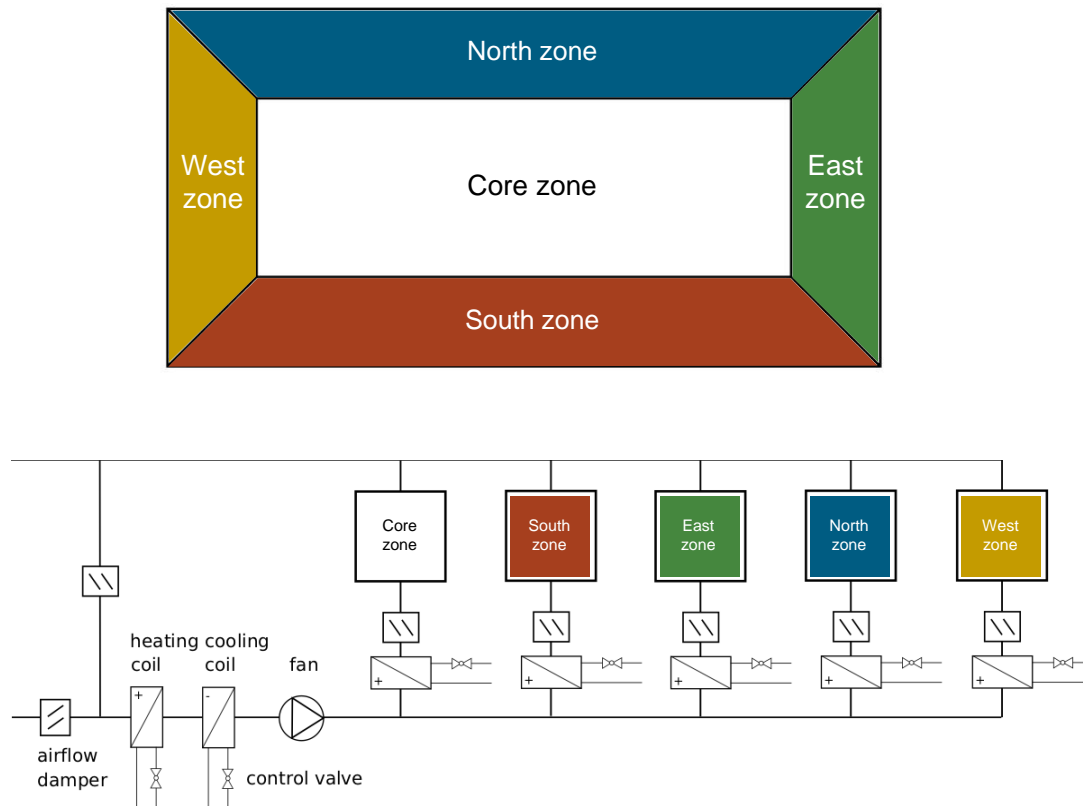 North zone
West
zone
Core zone
East
zone
South zone
Core
zone
South
zone
East
zone
North
zone
West
zone
heating cooling
coil
coil
fan
+
-
+
+
+
+
+
airflow
damper
control valve